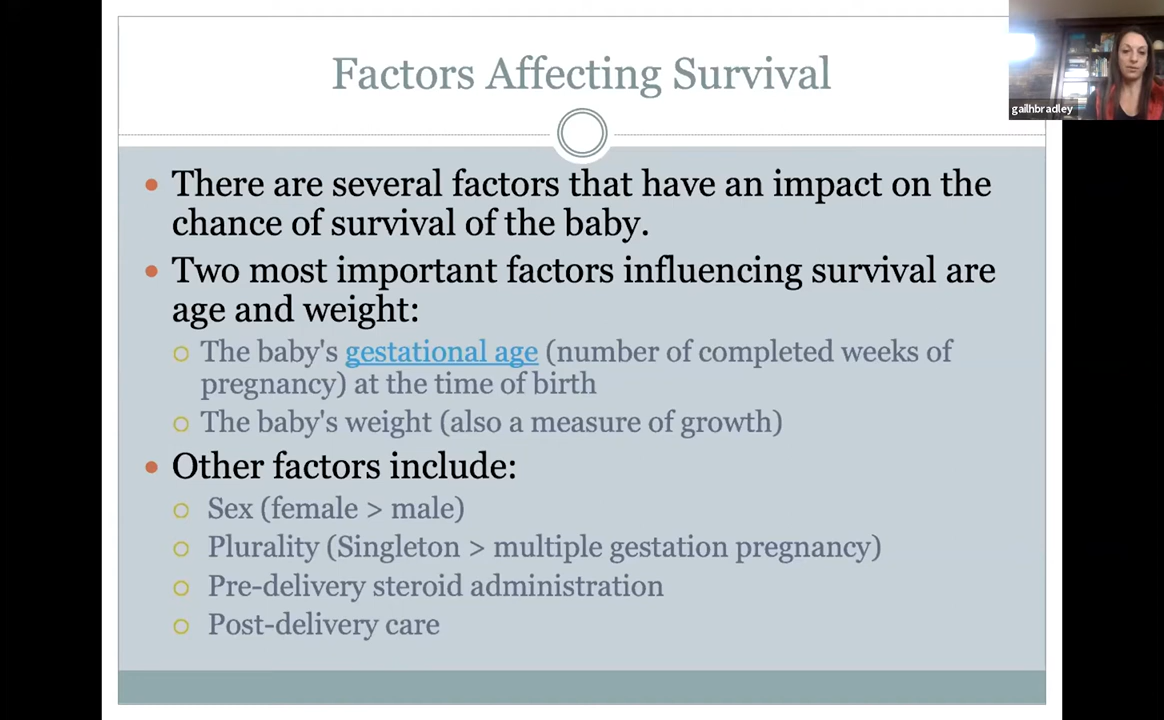 Factors Affecting Survival
gailhbradley
There are several factors that have an impact on the
chance of survival of the baby.
Two most important factors influencing survival are
age and weight:
The baby's gestational age (number of completed weeks of
pregnancy) at the time of birth
The baby's weight (also a measure of growth)
Other factors include:
Sex (female > male)
Plurality (Singleton > multiple gestation pregnancy)
Pre-delivery steroid administration
Post-delivery care